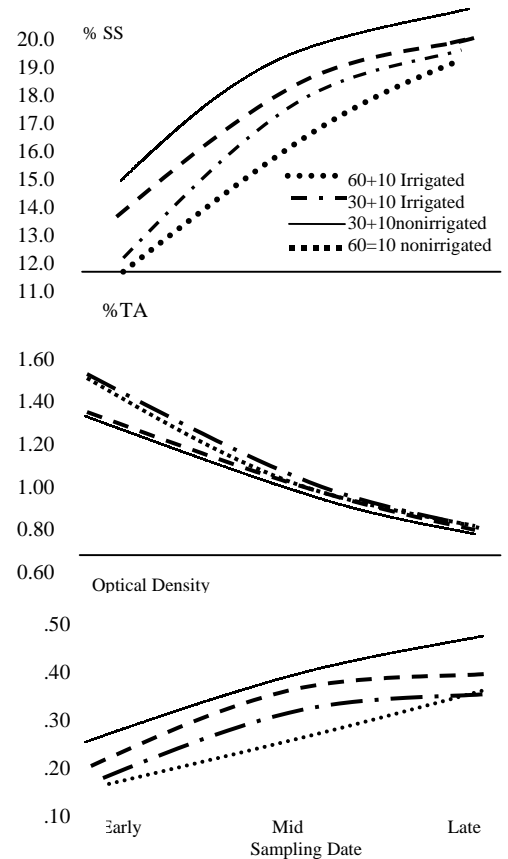 % SS
20.0
19.0
18.0
17.0
16.0
15.0
14.0
13.0
12.0
11.0
60+10 Irrigated
30+10 Irrigated
30+10nonirrigated
60=10 nonirrigated
%TA
1.60
1.40
1.20
1.00
0.80
0.60
Optical Density
.50
.40
.30
.20
.10
Early Mid Late
Sampling Date